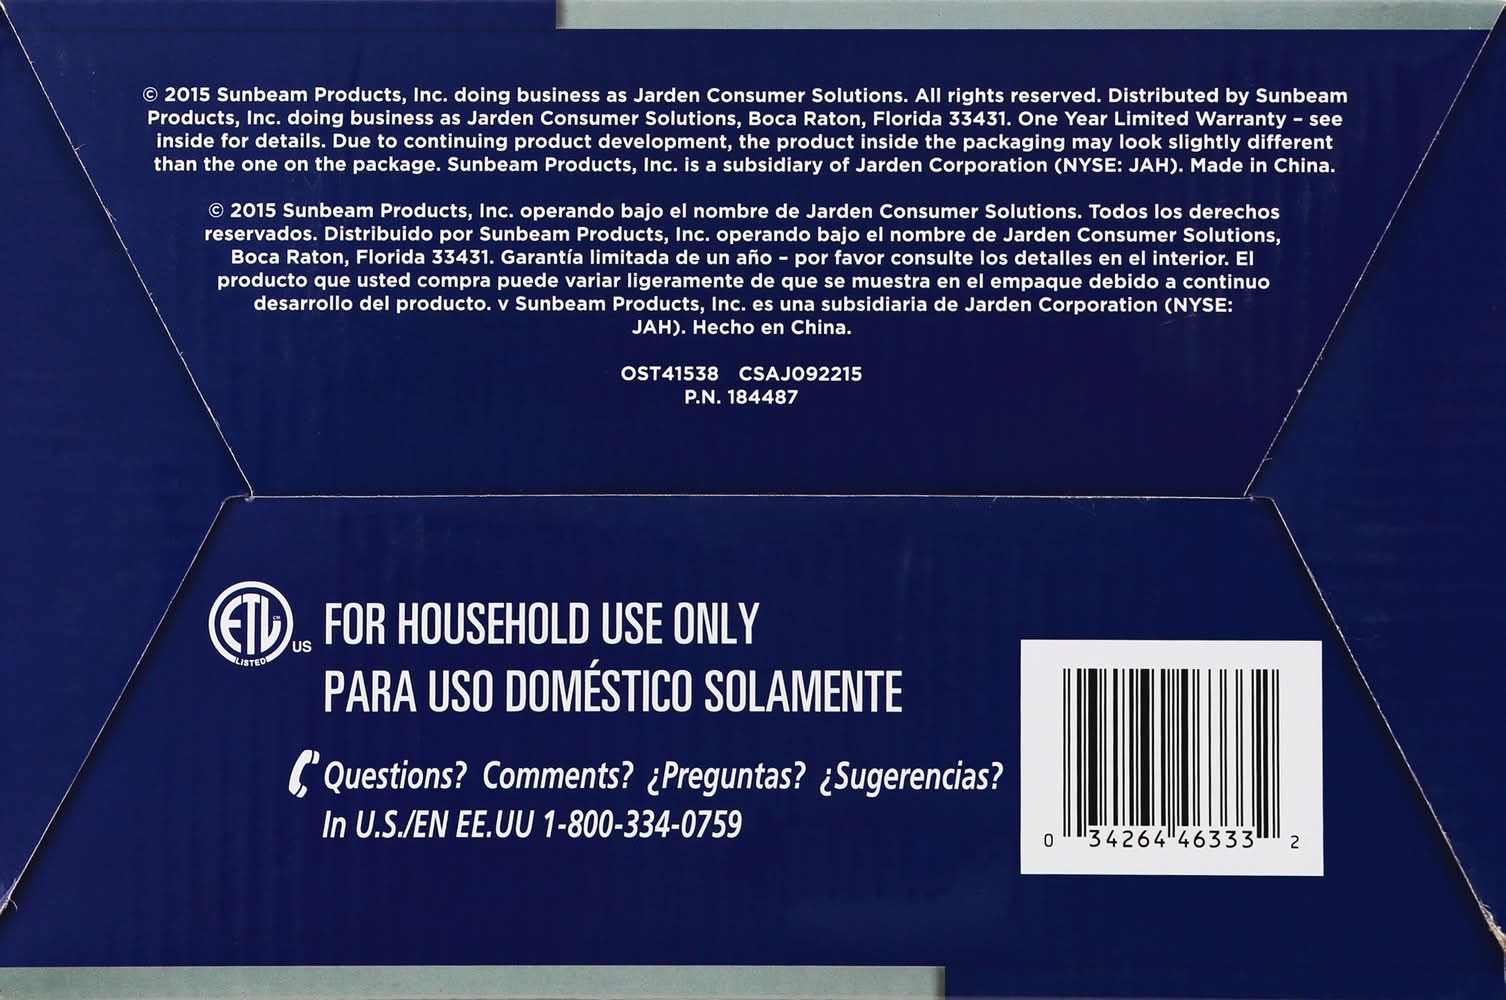 © 2015 Sunbeam Products, Inc. doing business as Jarden Consumer Solutions. All rights reserved. Distributed by Sunbeam
Products, Inc. doing business as Jarden Consumer Solutions, Boca Raton, Florida 33431. One Year Limited Warranty – see
inside for details. Due to continuing product development, the product inside the packaging may look slightly different
than the one on the package. Sunbeam Products, Inc. is a subsidiary of Jarden Corporation (NYSE: JAH). Made in China.
© 2015 Sunbeam Products, Inc. operando bajo el nombre de Jarden Consumer Solutions. Todos los derechos
reservados. Distribuido por Sunbeam Products, Inc. operando bajo el nombre de Jarden Consumer Solutions,
Boca Raton, Florida 33431. Garantía limitada de un año – por favor consulte los detalles en el interior. El
producto que usted compra puede variar ligeramente de que se muestra en el empaque debido a continuo
desarrollo del producto. v Sunbeam Products, Inc. es una subsidiaria de Jarden Corporation (NYSE:
JAH). Hecho en China.
OST41538 CSAJ092215
P.N. 184487
ETL CM LISTED US
FOR HOUSEHOLD USE ONLY
PARA USO DOMÉSTICO SOLAMENTE
Questions? Comments? ¿Preguntas? ¿Sugerencias?
In U.S./EN EE.UU 1-800-334-0759
0 34264 46333 2